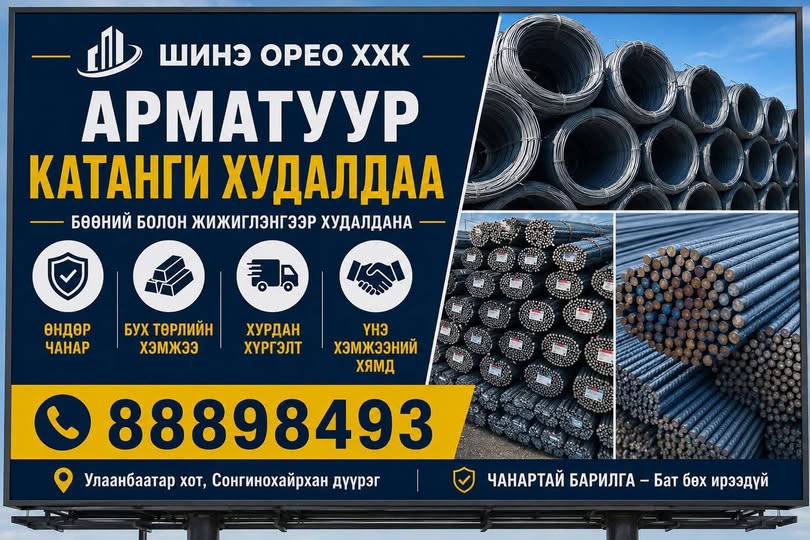 ШИНЭ ОРЕО ХХК
АРМАТУУР
КАТАНГИ ХУДАЛДАА
БӨӨНИЙ БОЛОН ЖИЖИГЛЭНГЭЭР ХУДАЛДАНА
ӨНДӨР
ЧАНАР
БҮХ ТӨРЛИЙН
ХЭМЖЭЭ
ХУРДАН
ХҮРГЭЛТ
ҮНЭ
ХЭМЖЭЭНИЙ
ХЯМД
88898493
Улаанбаатар хот, Сонгинохайрхан дүүрэг
ЧАНАРТАЙ БАРИЛГА – Бат бөх ирээдүй